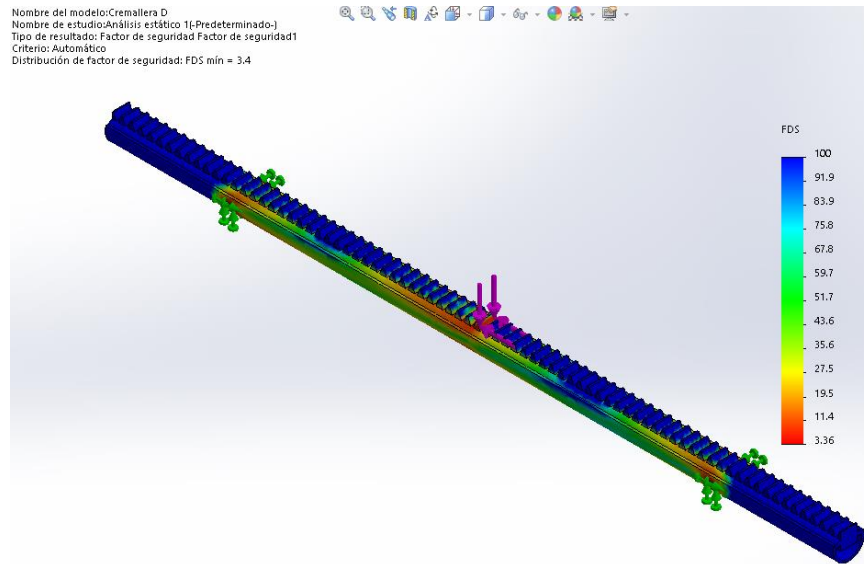 Nombre del modelo:Cremallera D
Nombre de estudio:Análisis estático 1(-Predeterminado-)
Tipo de resultado: Factor de seguridad Factor de seguridad1
Criterio: Automático
Distribución de factor de seguridad: FDS mín = 3.4
FDS
100
91.9
83.9
75.8
67.8
59.7
51.7
43.6
35.6
27.5
19.5
11.4
3.36